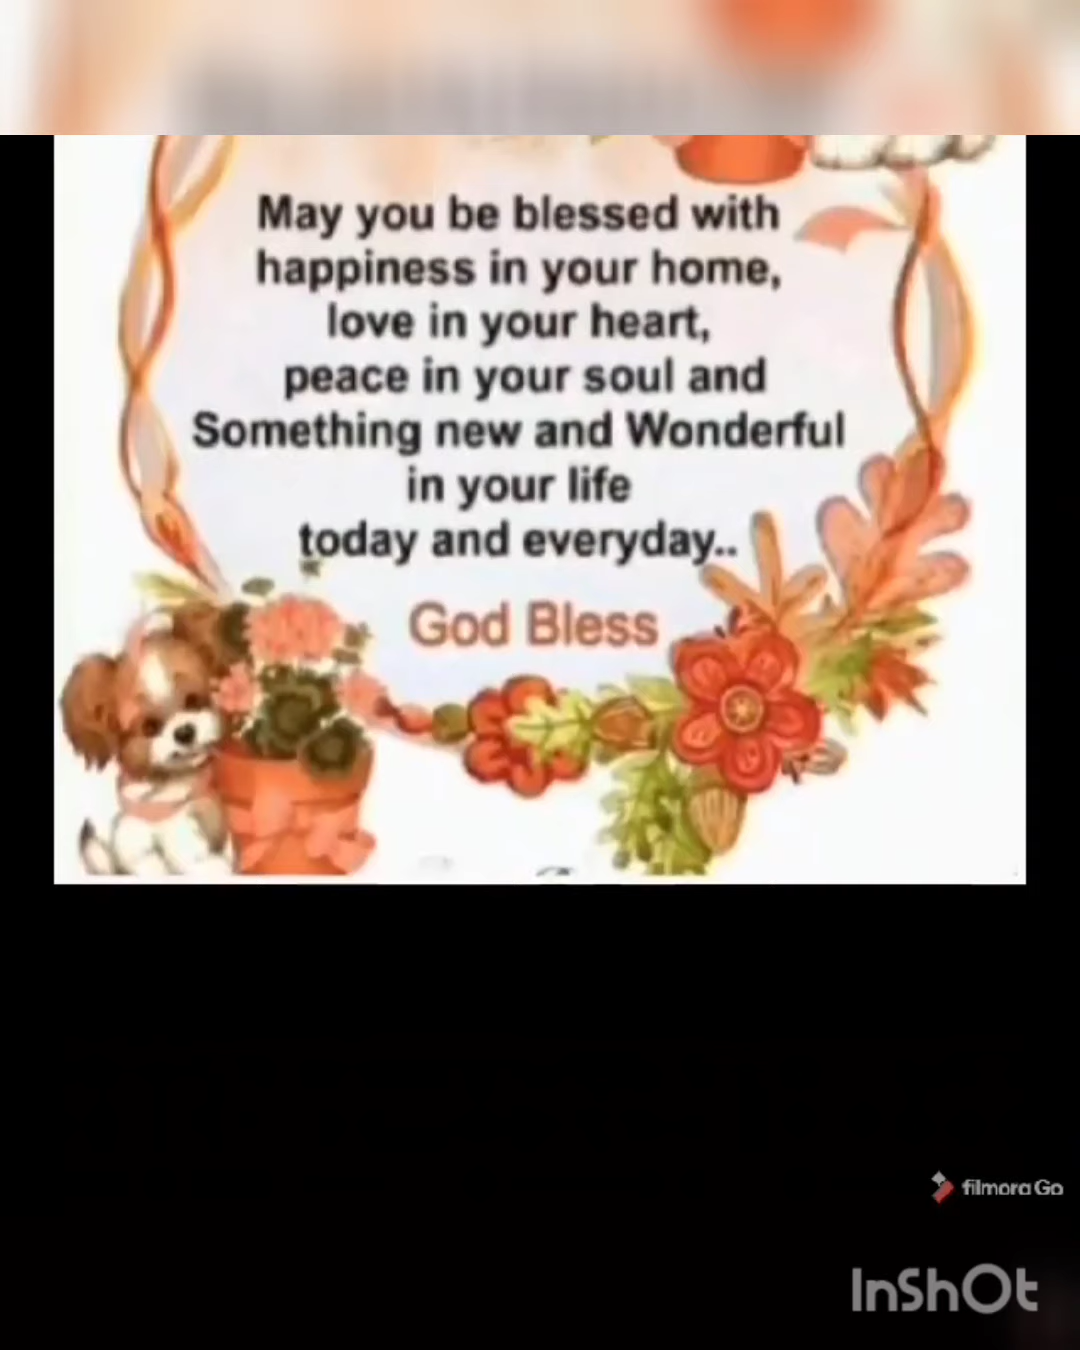 May you be blessed with
happiness in your home,
love in your heart,
peace in your soul and
Something new and Wonderful
in your life
today and everyday..
God Bless
filmora Go
InShOt